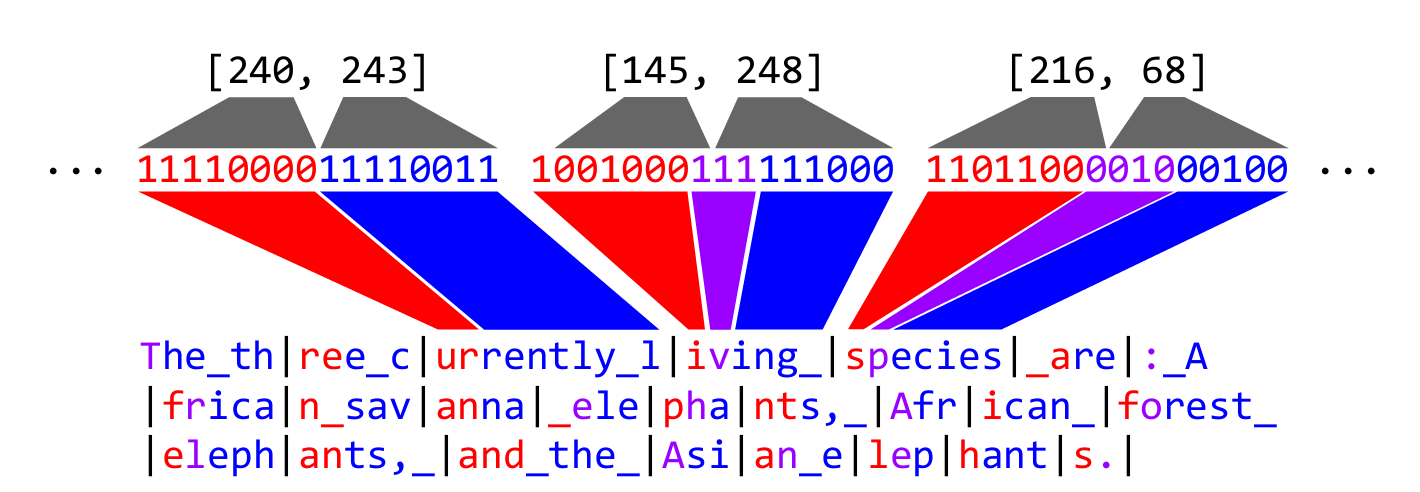 [240, 243] [145, 248] [216, 68]
... 1111000011110011 1001000111111000 1101100001000100 ...
The_th|ree_c|urrently_l|iving_|species|_are|:_A
|frica|n_sav|anna|_ele|pha|nts,_|Afr|ican_|forest_
|eleph|ants,_|and_the_|Asi|an_e|lep|hant|s.|